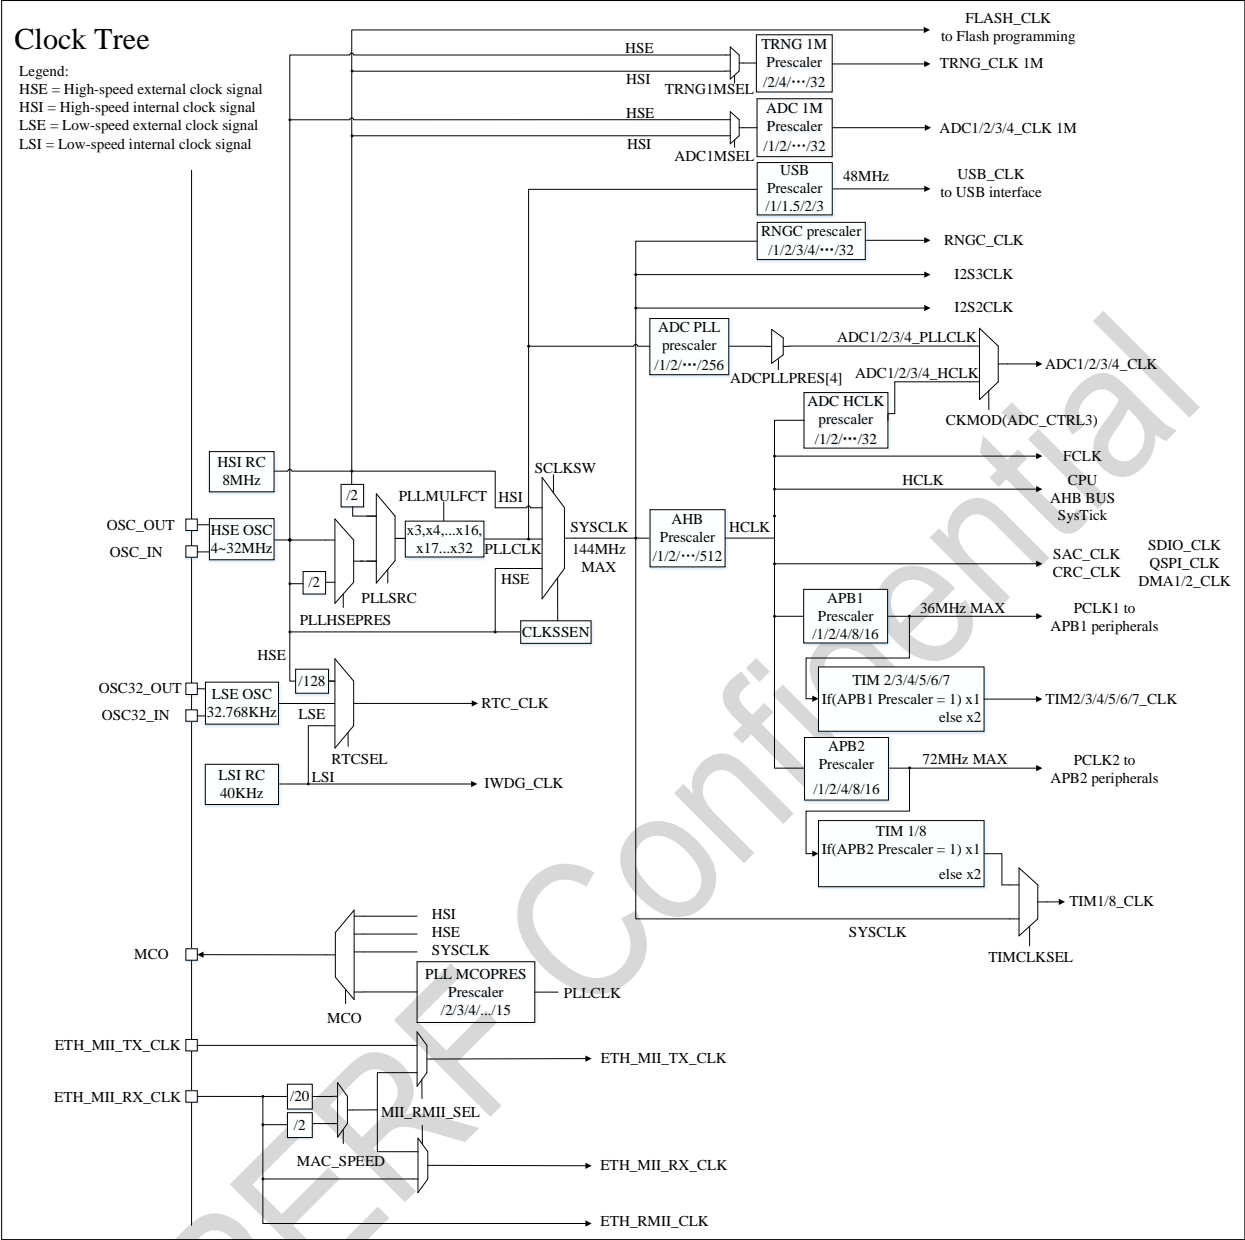 Clock Tree
Legend:
HSE = High-speed external clock signal
HSI = High-speed internal clock signal
LSE = Low-speed external clock signal
LSI = Low-speed internal clock signal
FLASH_CLK
to Flash programming
HSE
HSI
TRNG1MSEL
TRNG 1M
Prescaler
/2/4/···/32
TRNG_CLK 1M
HSE
HSI
ADC1MSEL
ADC 1M
Prescaler
/1/2/···/32
ADC1/2/3/4_CLK 1M
USB
Prescaler
/1/1.5/2/3
48MHz
USB_CLK
to USB interface
RNGC prescaler
/1/2/3/4/···/32
RNGC_CLK
I2S3CLK
I2S2CLK
ADC PLL
prescaler
/1/2/···/256
ADCPLLPRES[4]
ADC1/2/3/4_PLLCLK
ADC1/2/3/4_HCLK
ADC1/2/3/4_CLK
CKMOD(ADC_CTRL3)
ADC HCLK
prescaler
/1/2/···/32
FCLK
HCLK
CPU
AHB BUS
SysTick
HSI RC
8MHz
/2
PLLMULFCT
HSI
SCLKSW
OSC_OUT
OSC_IN
HSE OSC
4~32MHz
/2
PLLHSEPRES
PLLSRC
x3,x4,...x16,
x17...x32
PLLCLK
HSE
CLKSSEN
SYSCLK
144MHz
MAX
AHB
Prescaler
/1/2/···/512
HCLK
SAC_CLK
CRC_CLK
SDIO_CLK
QSPI_CLK
DMA1/2_CLK
APB1
Prescaler
/1/2/4/8/16
36MHz MAX
PCLK1 to
APB1 peripherals
HSE
/128
OSC32_OUT
OSC32_IN
LSE OSC
32.768KHz
LSE
RTC_CLK
RTCSEL
TIM 2/3/4/5/6/7
If(APB1 Prescaler = 1) x1
else x2
TIM2/3/4/5/6/7_CLK
LSI RC
40KHz
LSI
IWDG_CLK
APB2
Prescaler
/1/2/4/8/16
72MHz MAX
PCLK2 to
APB2 peripherals
TIM 1/8
If(APB2 Prescaler = 1) x1
else x2
TIM1/8_CLK
SYSCLK
TIMCLKSEL
HSI
HSE
SYSCLK
MCO
PLL MCOPRES
Prescaler
/2/3/4/.../15
PLLCLK
MCO
ETH_MII_TX_CLK
ETH_MII_TX_CLK
ETH_MII_RX_CLK
/20
/2
MAC_SPEED
MII_RMII_SEL
ETH_MII_RX_CLK
ETH_RMII_CLK
PERF Confidential